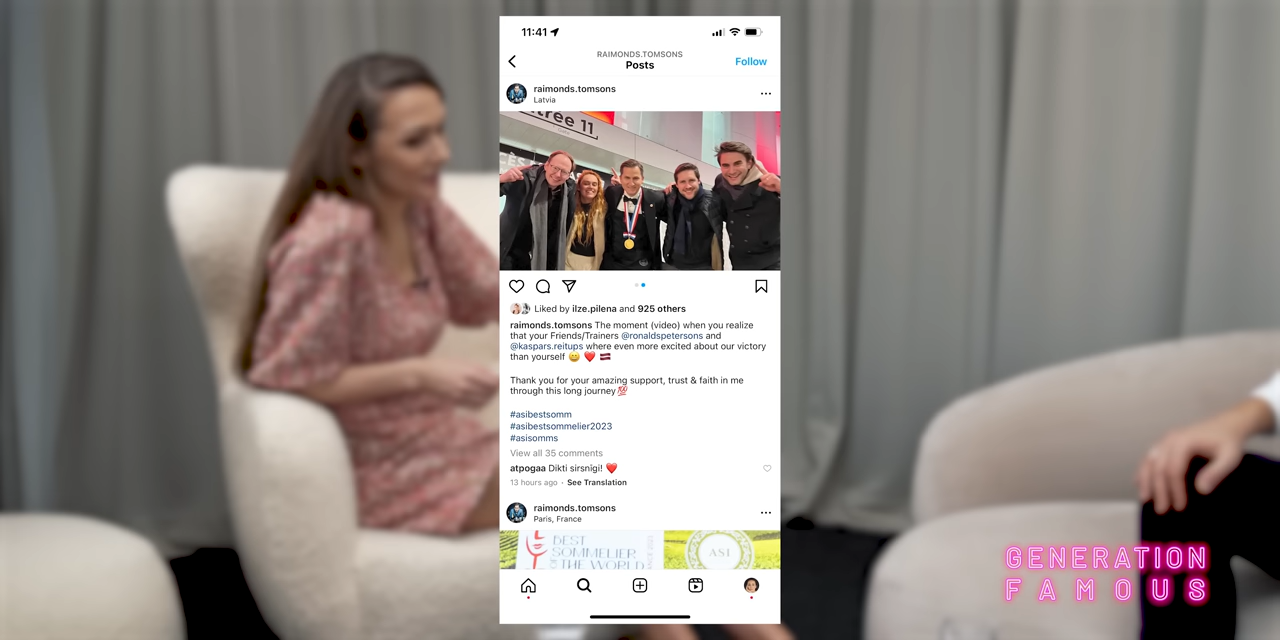 11:41
RAIMONDS.TOMSONS
Posts
Follow
raimonds.tomsons
Latvia
trée 11
Liked by ilze.pilena and 925 others
raimonds.tomsons The moment (video) when you realize
that your Friends/Trainers @ronaldspetersons and
@kaspars.reitups where even more excited about our victory
than yourself 😄 ❤️ 🇱🇻
Thank you for your amazing support, trust & faith in me
through this long journey💯
#asibestsomm
#asibestsommelier2023
#asisomms
View all 35 comments
atpogaa Dikti sirsnīgi! ❤️
13 hours ago · See Translation
raimonds.tomsons
Paris, France
BEST
SOMMELIER
OF THE WORLD
ASI
GENERATION
FAMOUS